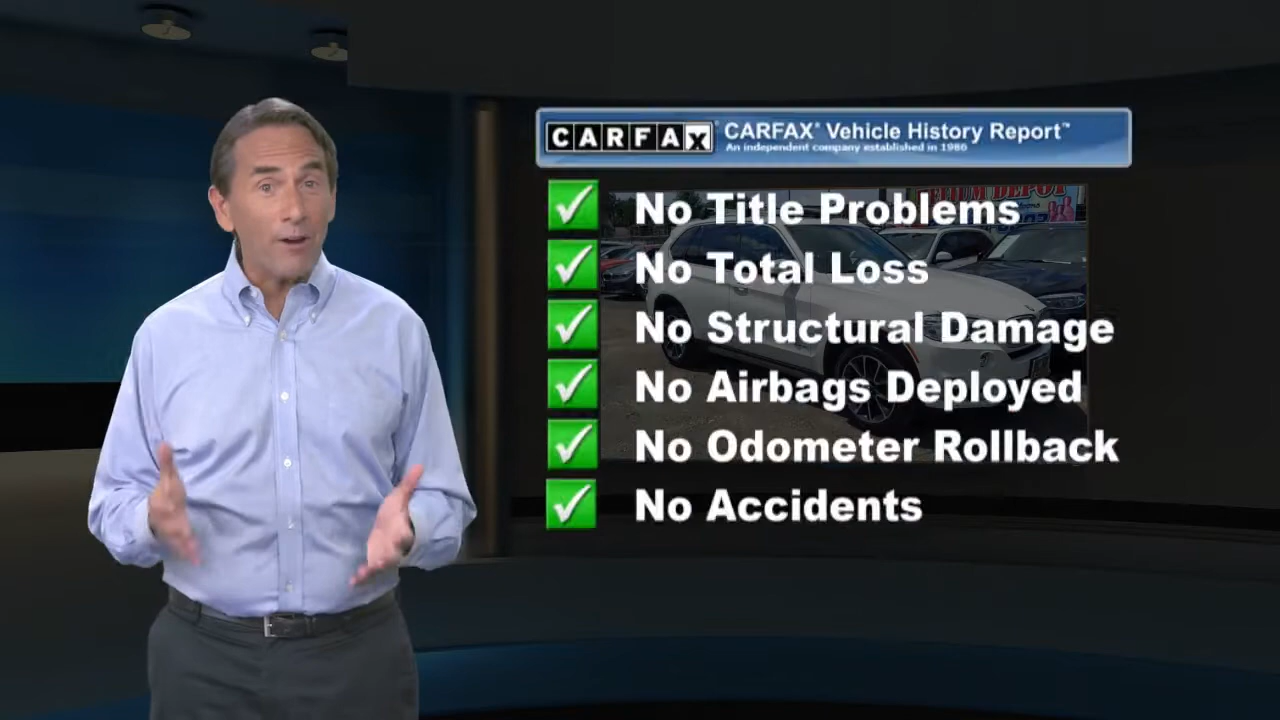 CARFAX
CARFAX® Vehicle History Report™
An independent company established in 1986
No Title Problems
No Total Loss
No Structural Damage
No Airbags Deployed
No Odometer Rollback
No Accidents